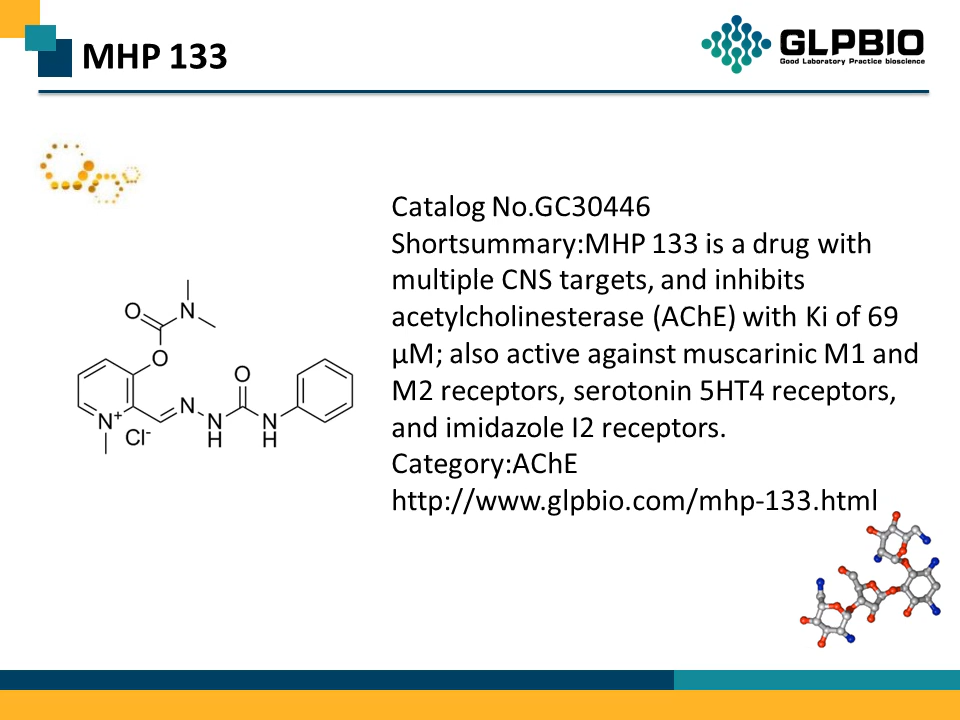 MHP 133
GLPBIO
Good Laboratory Practice bioscience
Catalog No.GC30446
Shortsummary:MHP 133 is a drug with
multiple CNS targets, and inhibits
acetylcholinesterase (AChE) with Ki of 69
μM; also active against muscarinic M1 and
M2 receptors, serotonin 5HT4 receptors,
and imidazole I2 receptors.
Category:AChE
http://www.glpbio.com/mhp-133.html
O
N
O
O
N
N+
N
H
N
H
Cl-